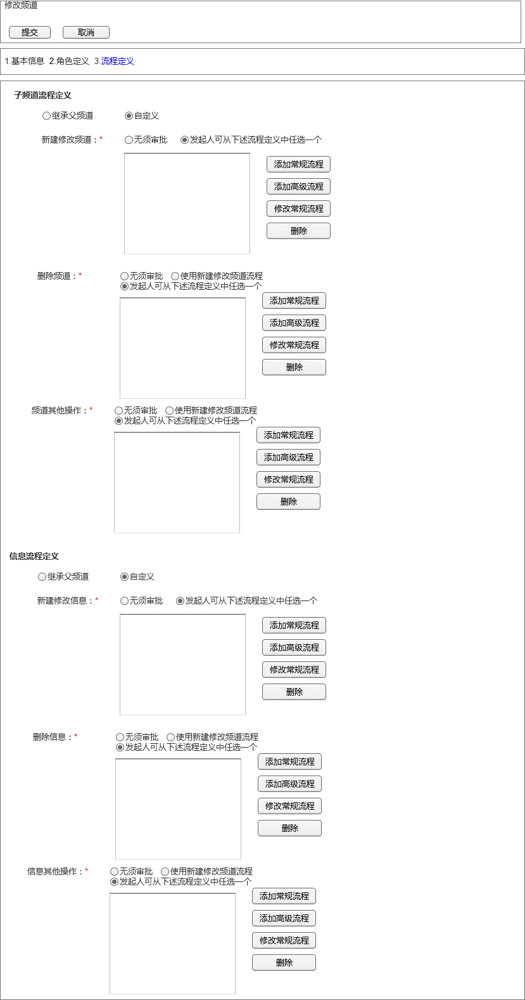 修改频道
提交 取消
1.基本信息 2.角色定义 3.流程定义
子频道流程定义
继承父频道 自定义
新建修改频道：* 无须审批 发起人可从下述流程定义中任选一个
添加常规流程
添加高级流程
修改常规流程
删除
删除频道：* 无须审批 使用新建修改频道流程
发起人可从下述流程定义中任选一个
添加常规流程
添加高级流程
修改常规流程
删除
频道其他操作：* 无须审批 使用新建修改频道流程
发起人可从下述流程定义中任选一个
添加常规流程
添加高级流程
修改常规流程
删除
信息流程定义
继承父频道 自定义
新建修改信息：* 无须审批 发起人可从下述流程定义中任选一个
添加常规流程
添加高级流程
修改常规流程
删除
删除信息：* 无须审批 使用新建修改频道流程
发起人可从下述流程定义中任选一个
添加常规流程
添加高级流程
修改常规流程
删除
信息其他操作：* 无须审批 使用新建修改频道流程
发起人可从下述流程定义中任选一个
添加常规流程
添加高级流程
修改常规流程
删除